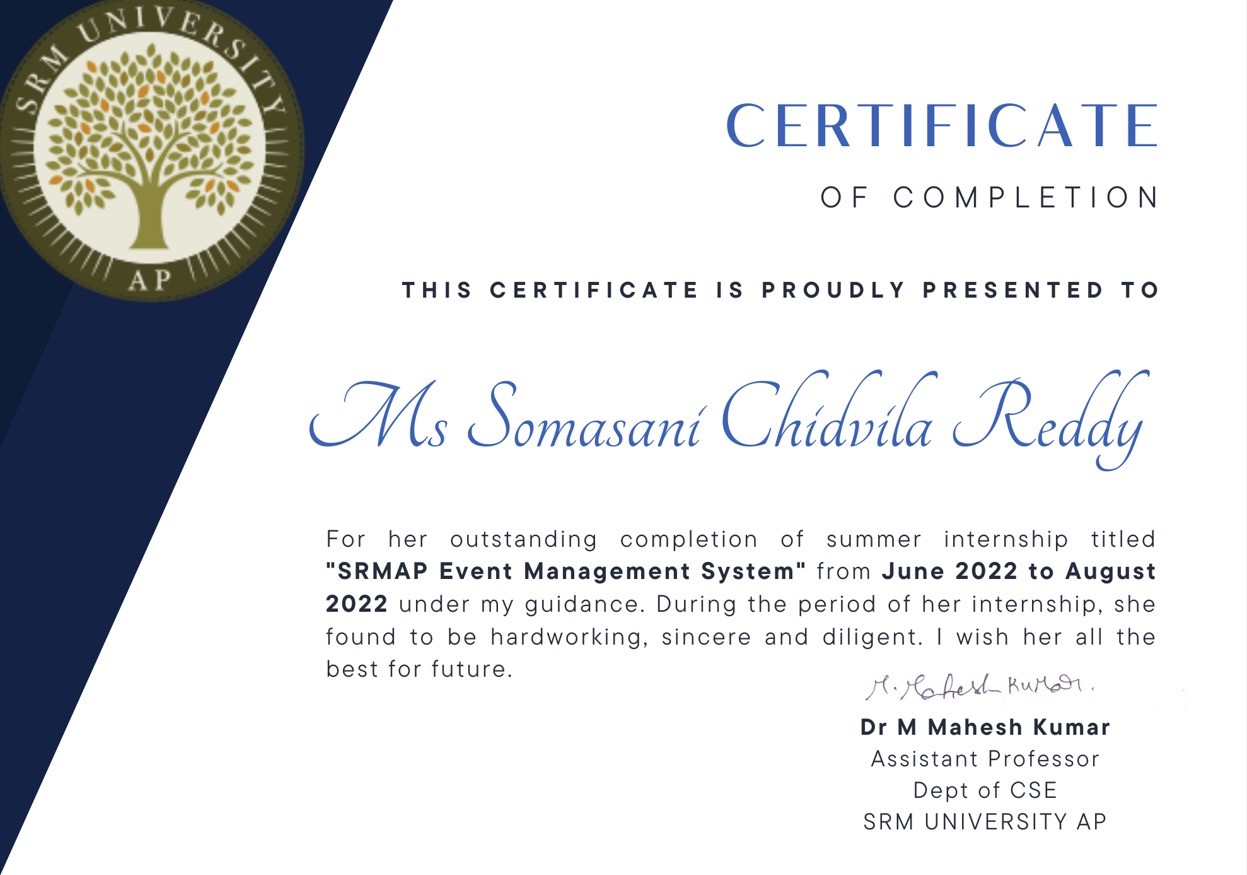 SRM UNIVERSITY
AP
CERTIFICATE
OF COMPLETION
THIS CERTIFICATE IS PROUDLY PRESENTED TO
Ms Somasani Chidvila Reddy
For her outstanding completion of summer internship titled
"SRMAP Event Management System" from June 2022 to August
2022 under my guidance. During the period of her internship, she
found to be hardworking, sincere and diligent. I wish her all the
best for future.
M. Mahesh Kumar.
Dr M Mahesh Kumar
Assistant Professor
Dept of CSE
SRM UNIVERSITY AP